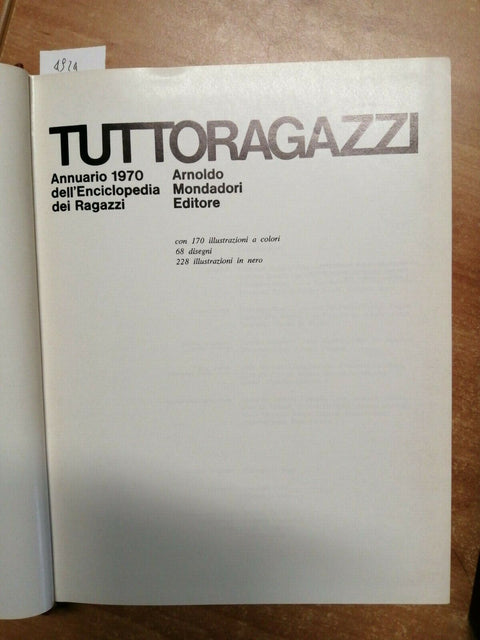 TUTTORAGAZZI
Annuario 1970
dell'Enciclopedia
dei Ragazzi
Arnoldo
Mondadori
Editore
con 170 illustrazioni a colori
68 disegni
228 illustrazioni in nero